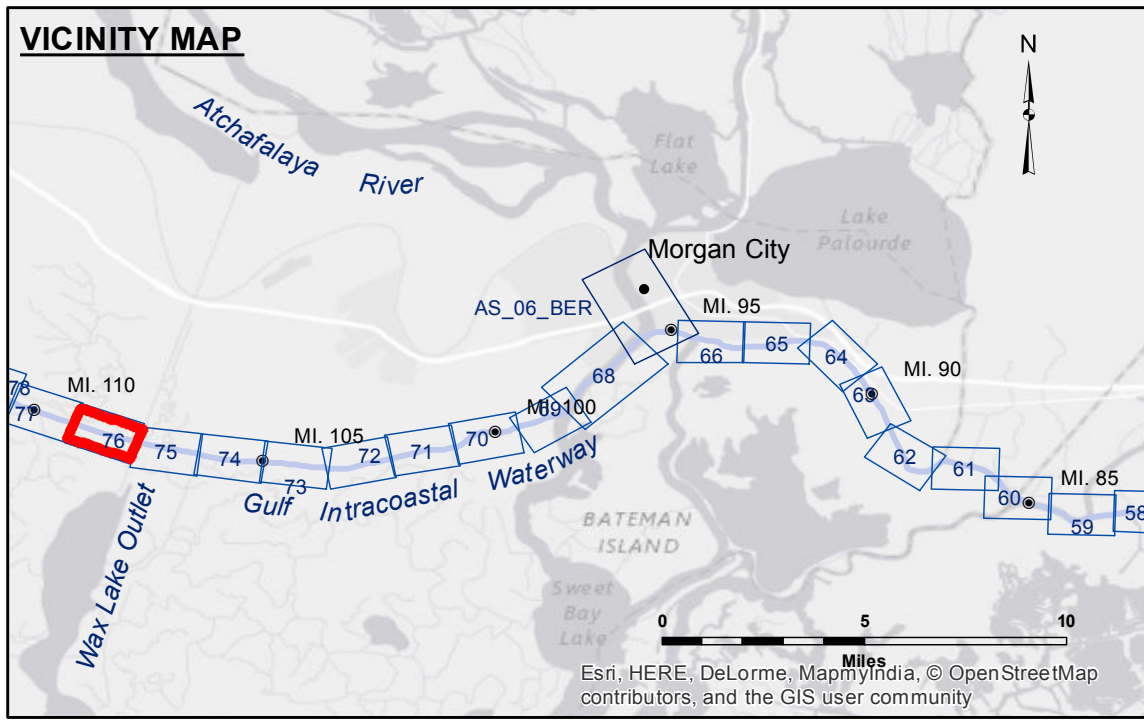 VICINITY MAP
N
Atchafalaya
River
Flat
Lake
Lake
Palourde
Morgan City
AS_06_BER
MI. 95
66
65
64
68
MI. 90
63
78
MI. 110
77
76
75
74
MI. 105
73
72
71
70
MI. 100
69
62
61
60
MI. 85
59
58
Gulf
Intracoastal
Waterway
Wax Lake Outlet
BATEMAN
ISLAND
Sweet
Bay
Lake
0
5
10
Miles
Esri, HERE, DeLorme, MapmyIndia, © OpenStreetMap
contributors, and the GIS user community